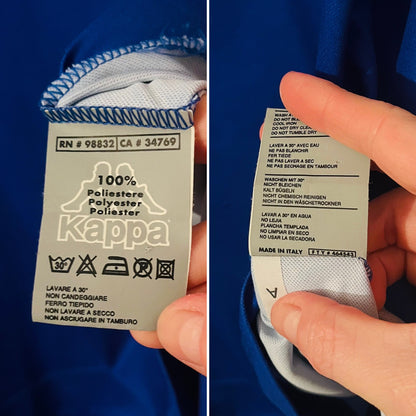 RN # 98832 CA # 34769
100%
Poliestere
Polyester
Poliester
Kappa
30°
LAVARE A 30°
NON CANDEGGIARE
FERRO TIEPIDO
NON LAVARE A SECCO
NON ASCIUGARE IN TAMBURO
WASH A
DO NOT BLEACH
COOL IRON
DO NOT DRY CLEAN
DO NOT TUMBLE DRY
LAVER A 30° AVEC EAU
NE PAS BLANCHIR
FER TIEDE
NE PAS LAVER A SEC
NE PAS SECHAGE EN TAMBOUR
WASCHEN MIT 30°
NICHT BLEICHEN
KALT BÜGELN
NICHT CHEMISCH REINIGEN
NICHT IN DEN WÄSCHETROCKNER
LAVAR A 30° EN AGUA
NO LEJIA
PLANCHA TEMPLADA
NO LIMPIAR EN SECO
NO USAR LA SECADORA
MADE IN ITALY
A